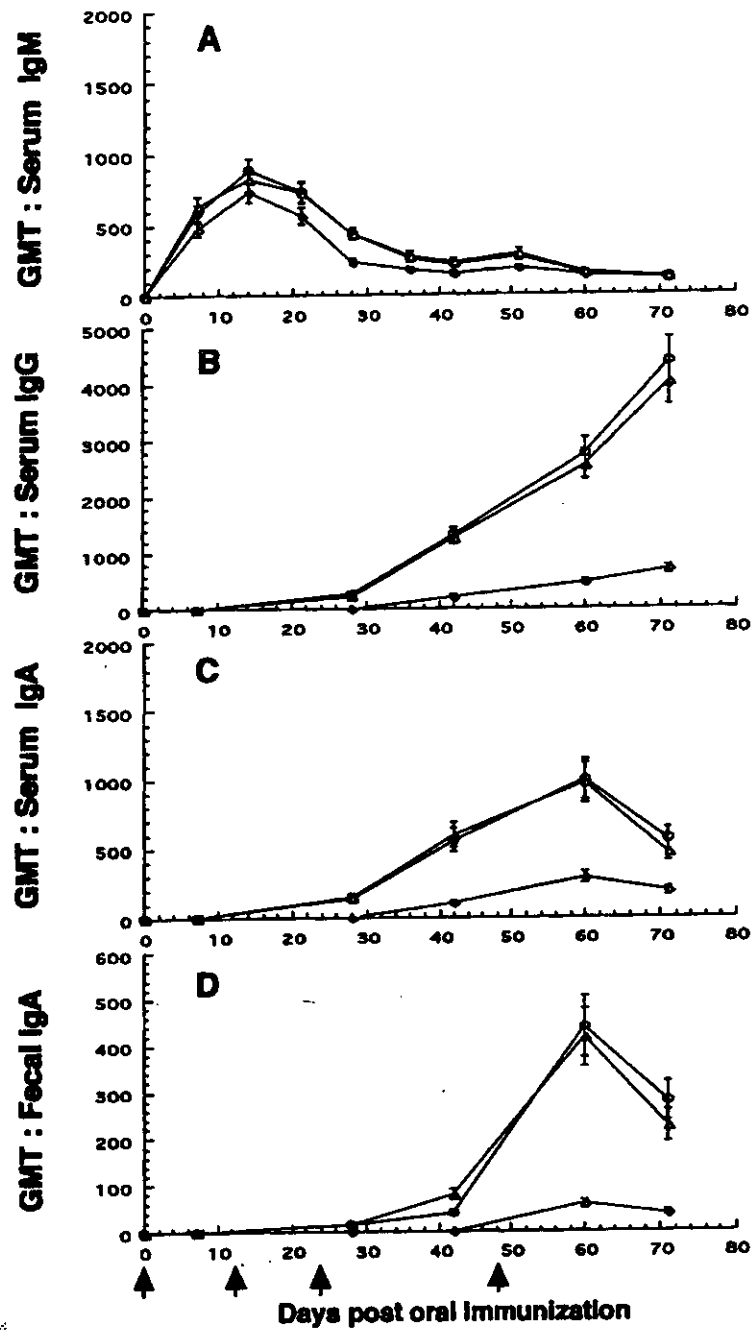 A
GMT : Serum IgM
2000
1500
1000
500
0
0 10 20 30 40 50 60 70 80
B
GMT : Serum IgG
5000
4000
3000
2000
1000
0
0 10 20 30 40 50 60 70 80
C
GMT : Serum IgA
2000
1500
1000
500
0
0 10 20 30 40 50 60 70 80
D
GMT : Fecal IgA
600
500
400
300
200
100
0
0 10 20 30 40 50 60 70 80
Days post oral immunization